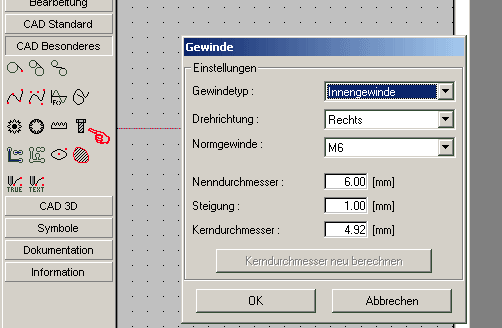 Bearbeitung
CAD Standard
CAD Besonderes
TRUE TEXT
CAD 3D
Symbole
Dokumentation
Information
Gewinde
Einstellungen
Gewindetyp : Innengewinde
Drehrichtung : Rechts
Normgewinde : M6
Nenndurchmesser : 6.00 [mm]
Steigung : 1.00 [mm]
Kerndurchmesser : 4.92 [mm]
Kerndurchmesser neu berechnen
OK Abbrechen